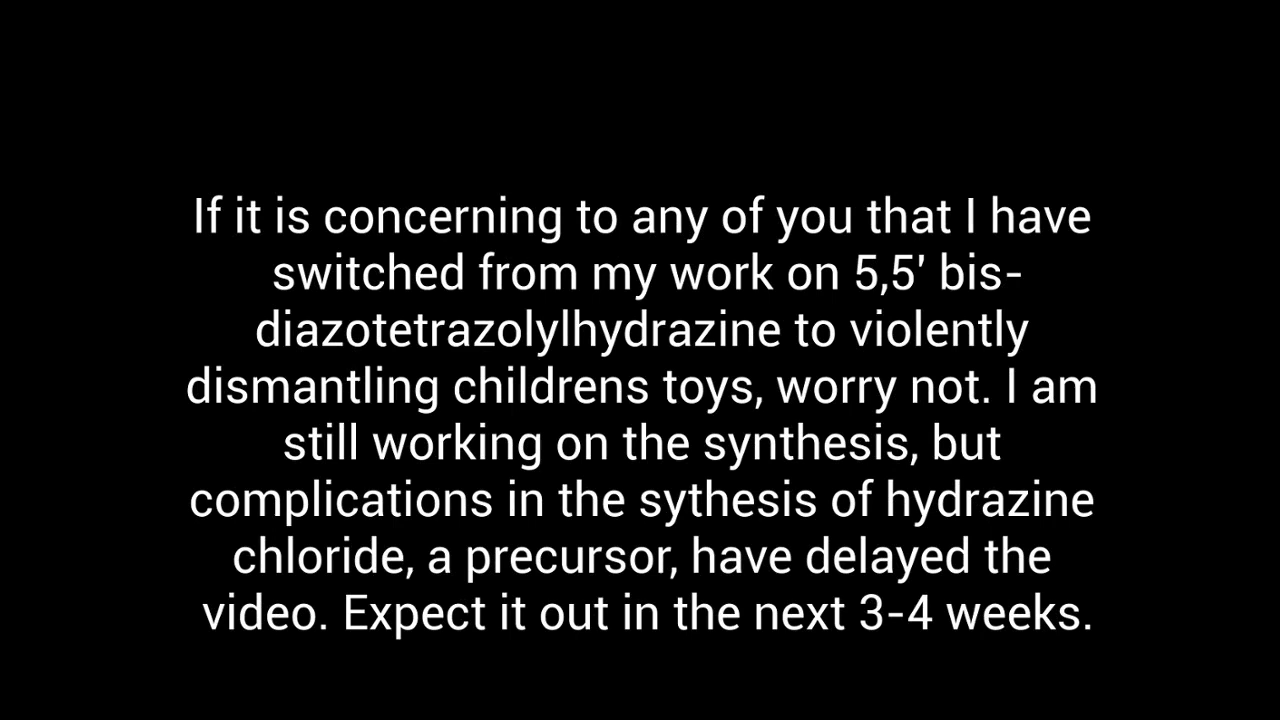 If it is concerning to any of you that I have
switched from my work on 5,5' bis-
diazotetrazolylhydrazine to violently
dismantling childrens toys, worry not. I am
still working on the synthesis, but
complications in the sythesis of hydrazine
chloride, a precursor, have delayed the
video. Expect it out in the next 3-4 weeks.